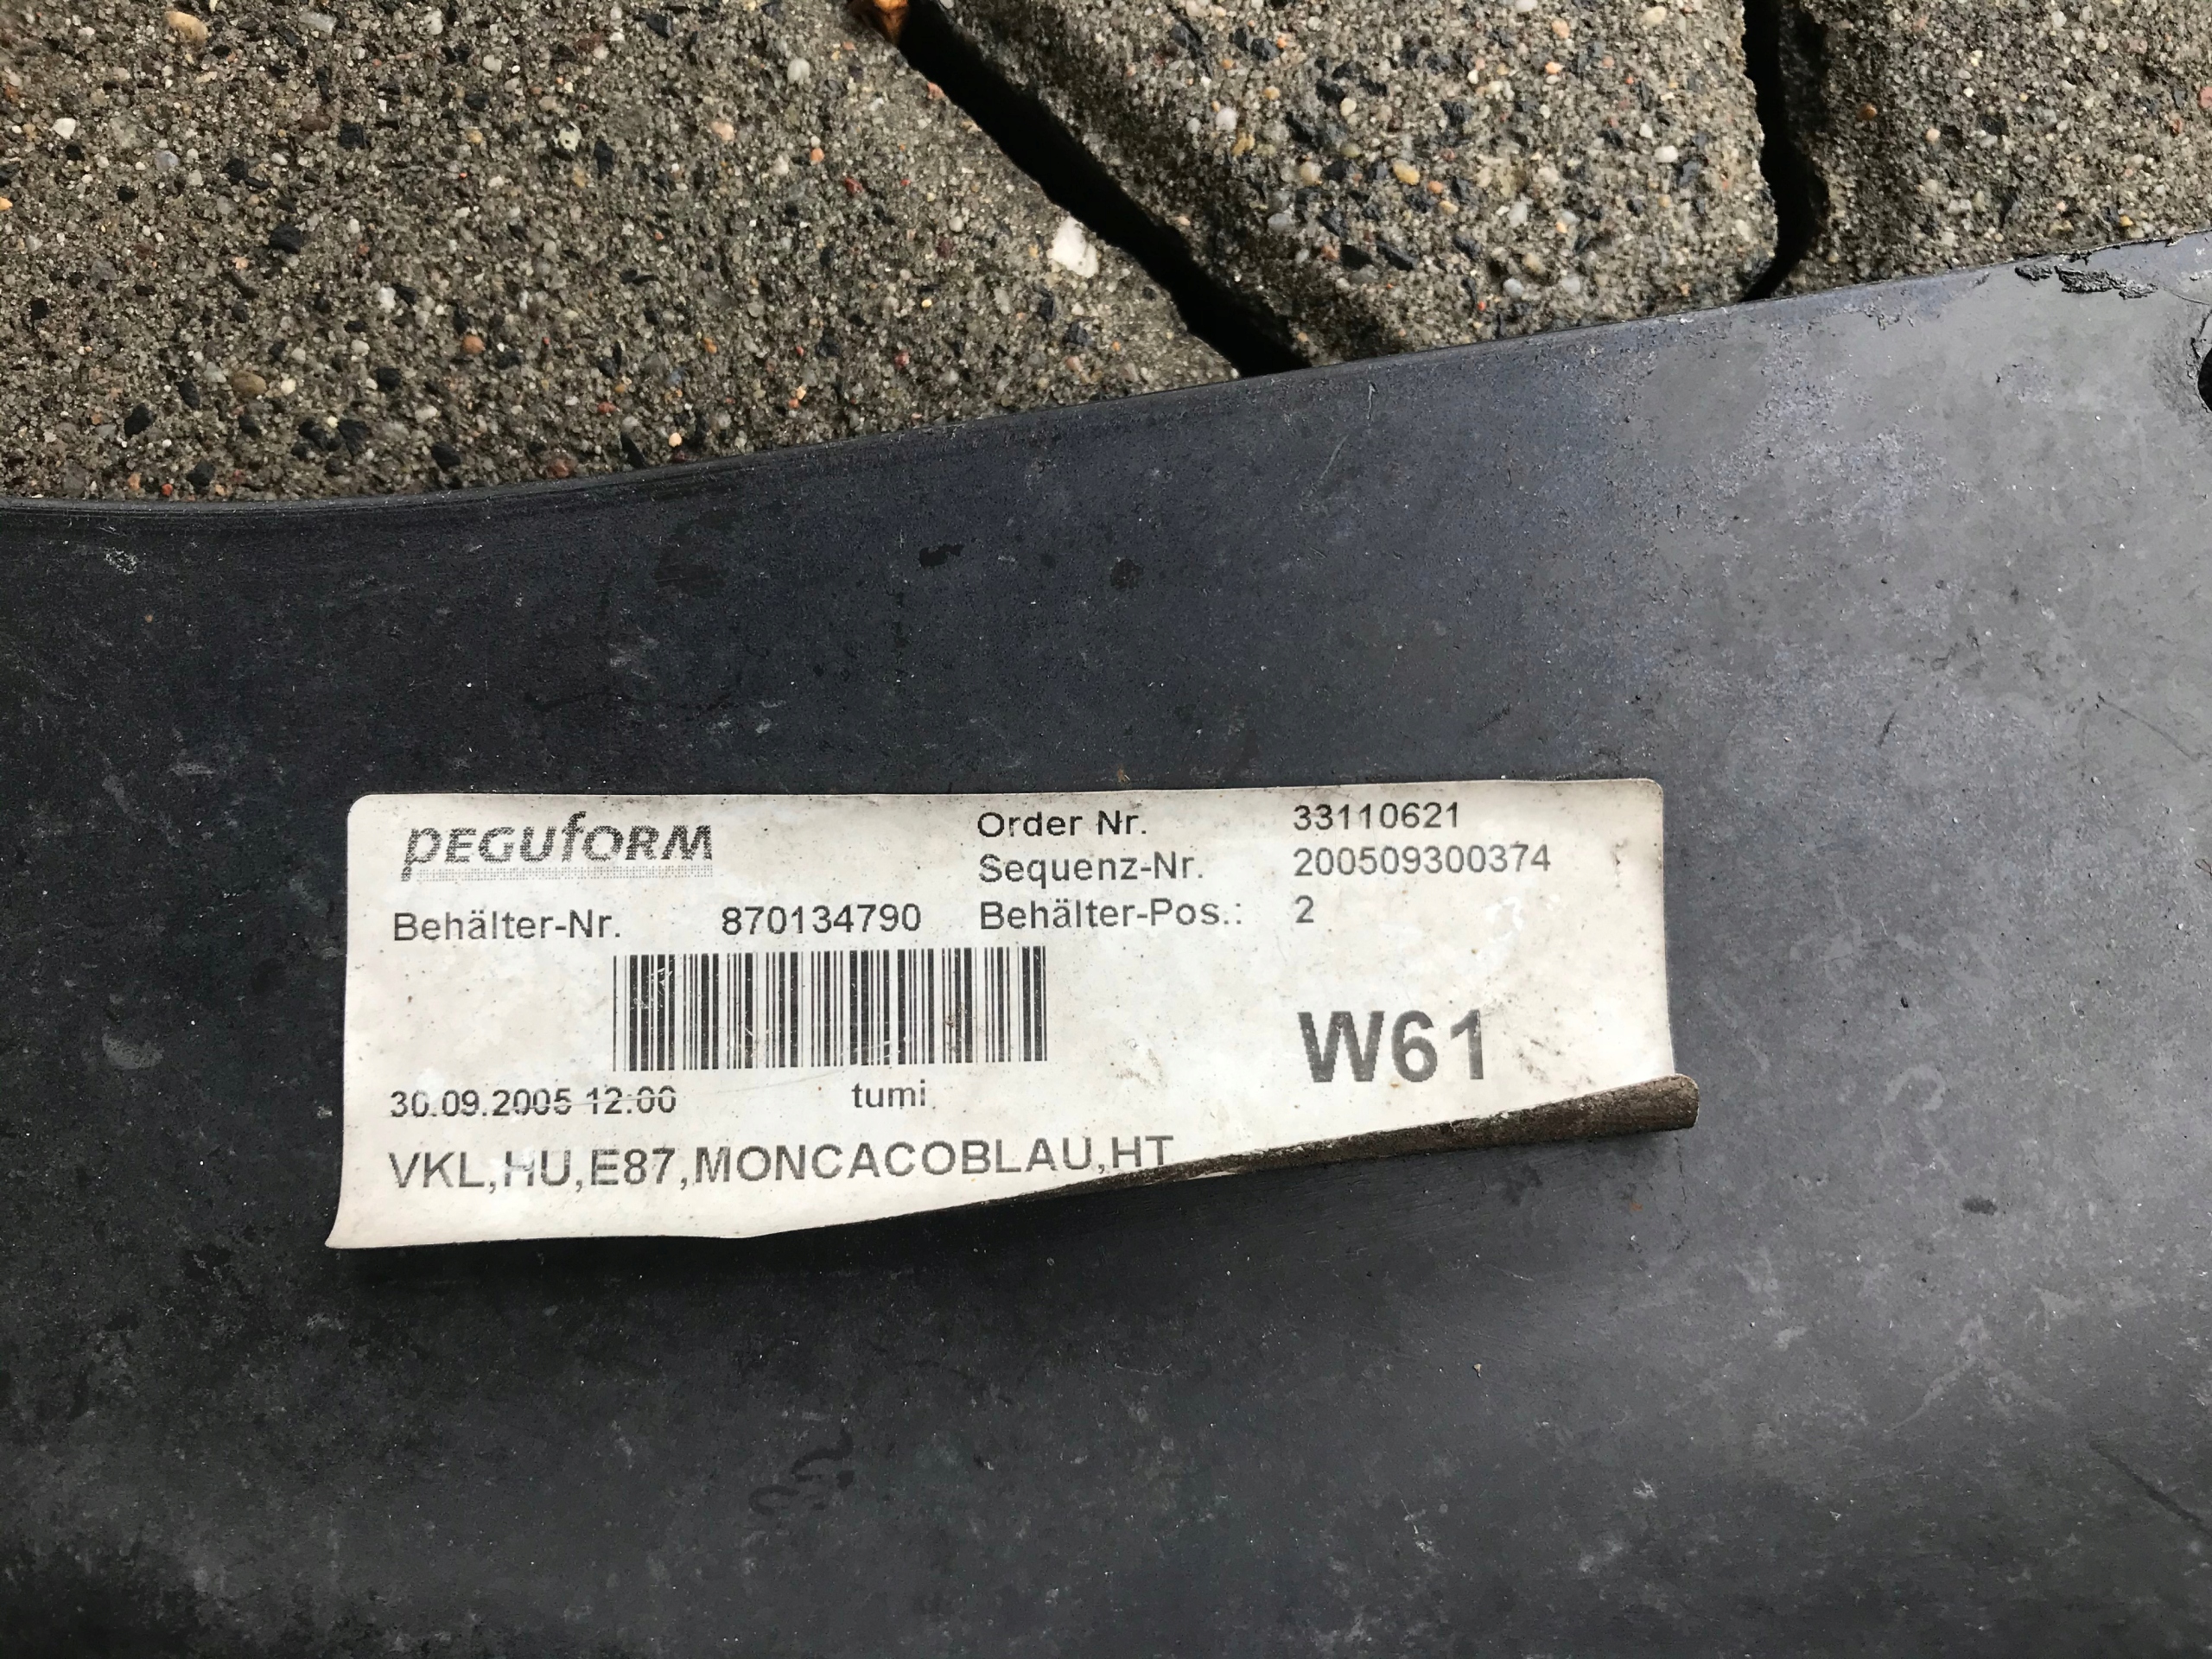 peguform
Order Nr. 33110621
Sequenz-Nr. 200509300374
Behälter-Nr. 870134790 Behälter-Pos.: 2
W61
30.09.2005 12:00 tumi
VKL,HU,E87,MONCACOBLAU,HT